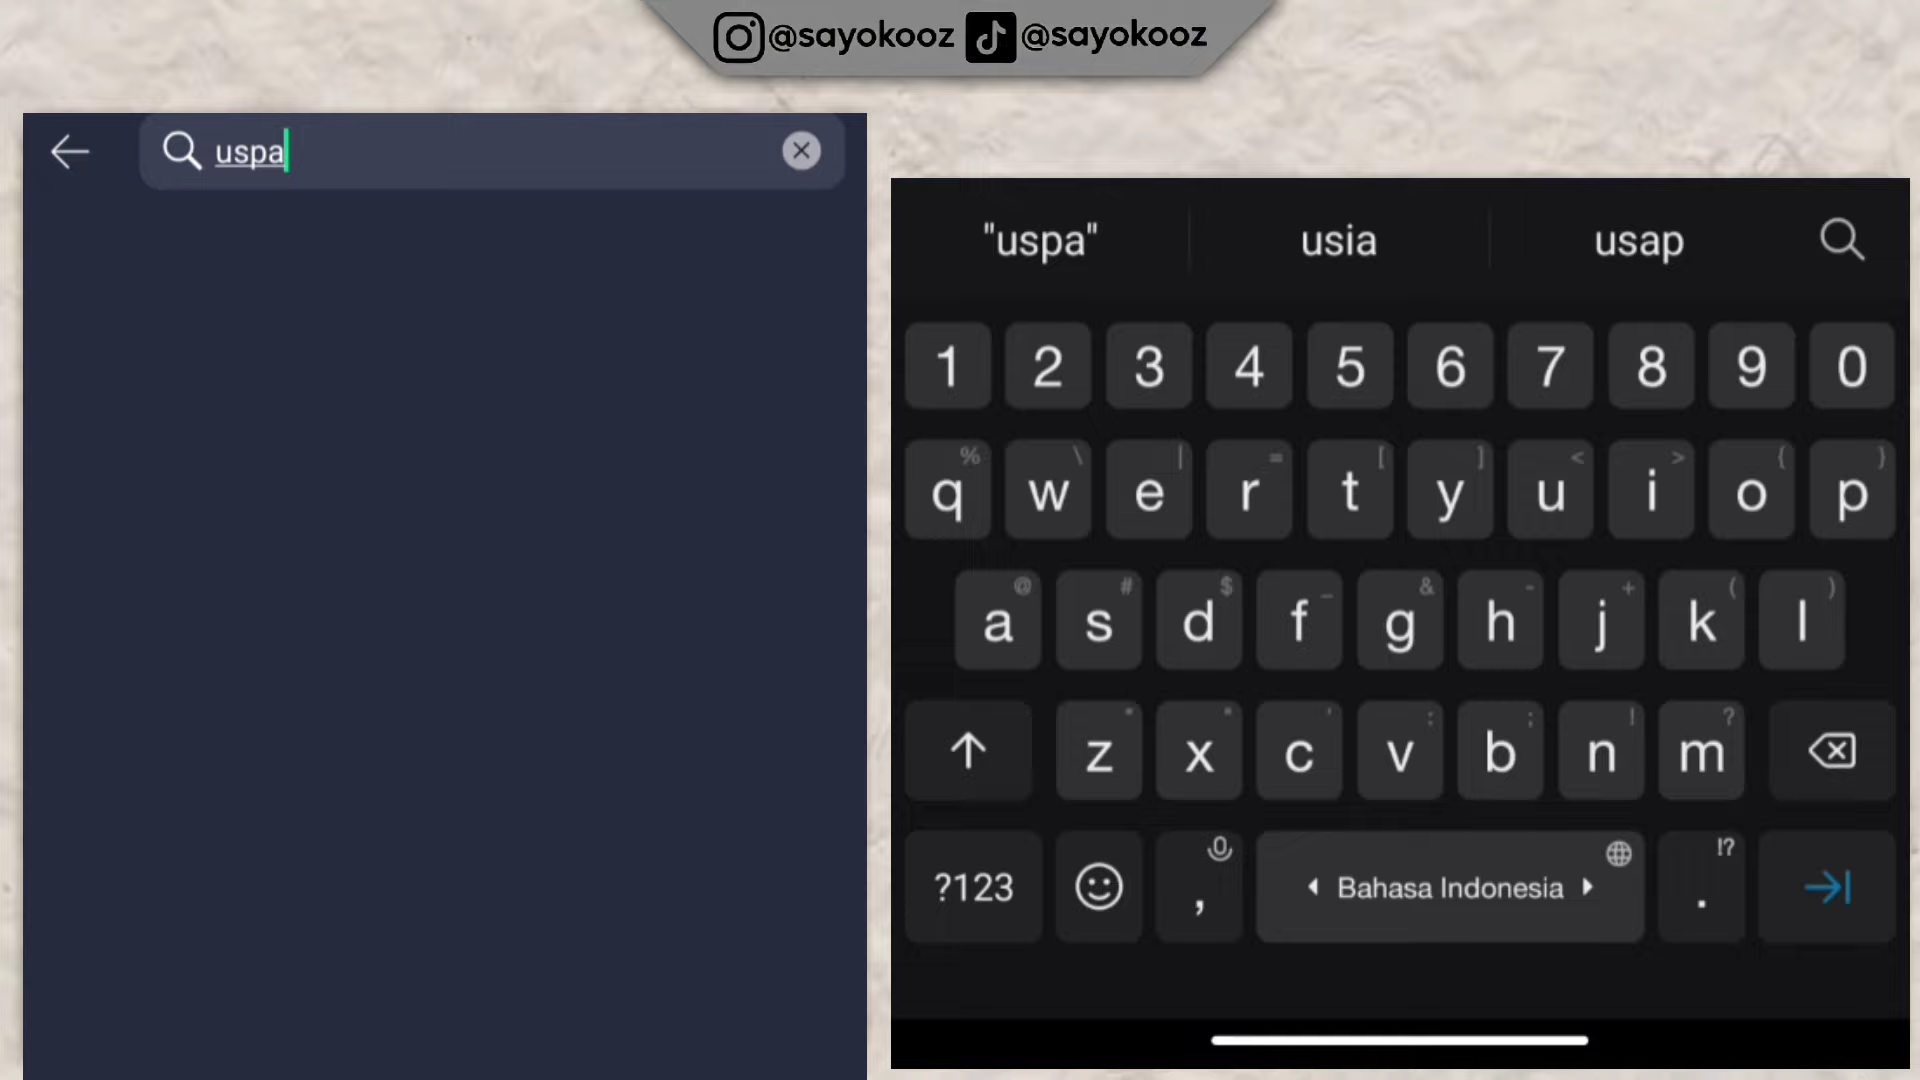 @sayokooz @sayokooz
uspa
"uspa" usia usap
1 2 3 4 5 6 7 8 9 0
% \ | = [ ] < > { }
q w e r t y u i o p
@ # $ _ & - + ( )
a s d f g h j k l
: ; ! ?
z x c v b n m
!?
?123 , Bahasa Indonesia .